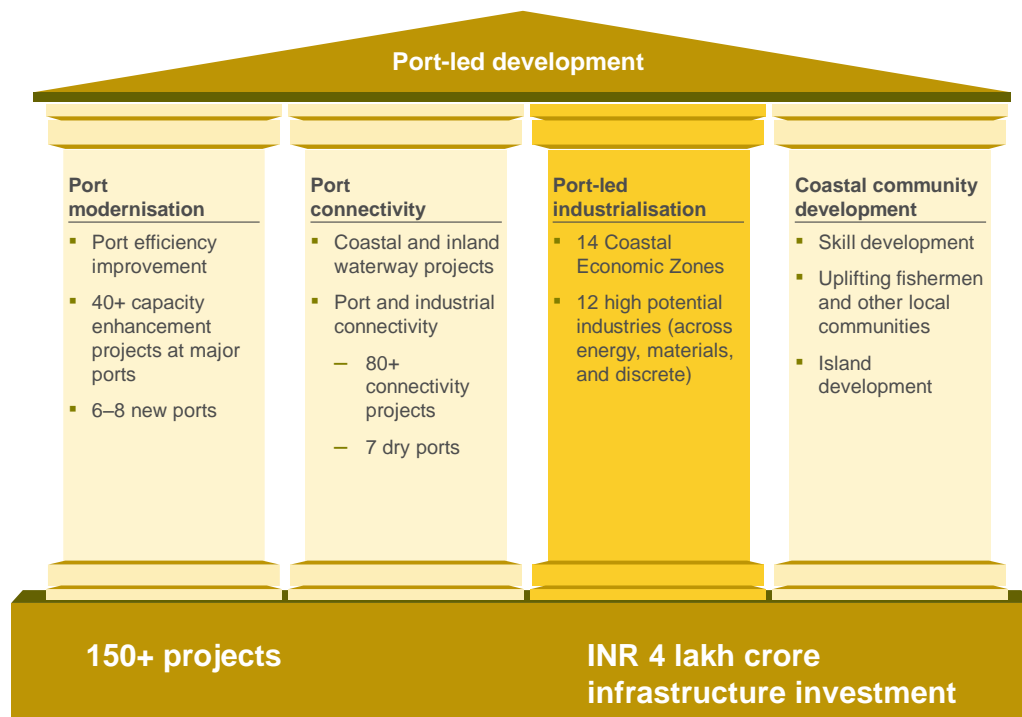 Port-led development
Port
modernisation
▪ Port efficiency
improvement
▪ 40+ capacity
enhancement
projects at major
ports
▪ 6–8 new ports
Port
connectivity
▪ Coastal and inland
waterway projects
▪ Port and industrial
connectivity
– 80+
connectivity
projects
– 7 dry ports
Port-led
industrialisation
▪ 14 Coastal
Economic Zones
▪ 12 high potential
industries (across
energy, materials,
and discrete)
Coastal community
development
▪ Skill development
▪ Uplifting fishermen
and other local
communities
▪ Island
development
150+ projects
INR 4 lakh crore
infrastructure investment